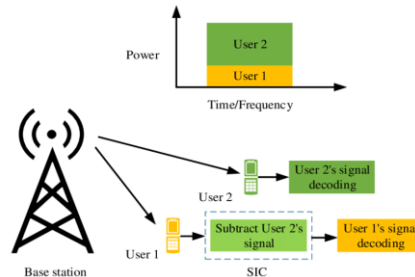 Power
User 2
User 1
Time/Frequency
User 2's signal
decoding
User 2
Subtract User 2's
signal
User 1's signal
decoding
User 1
Base station
SIC